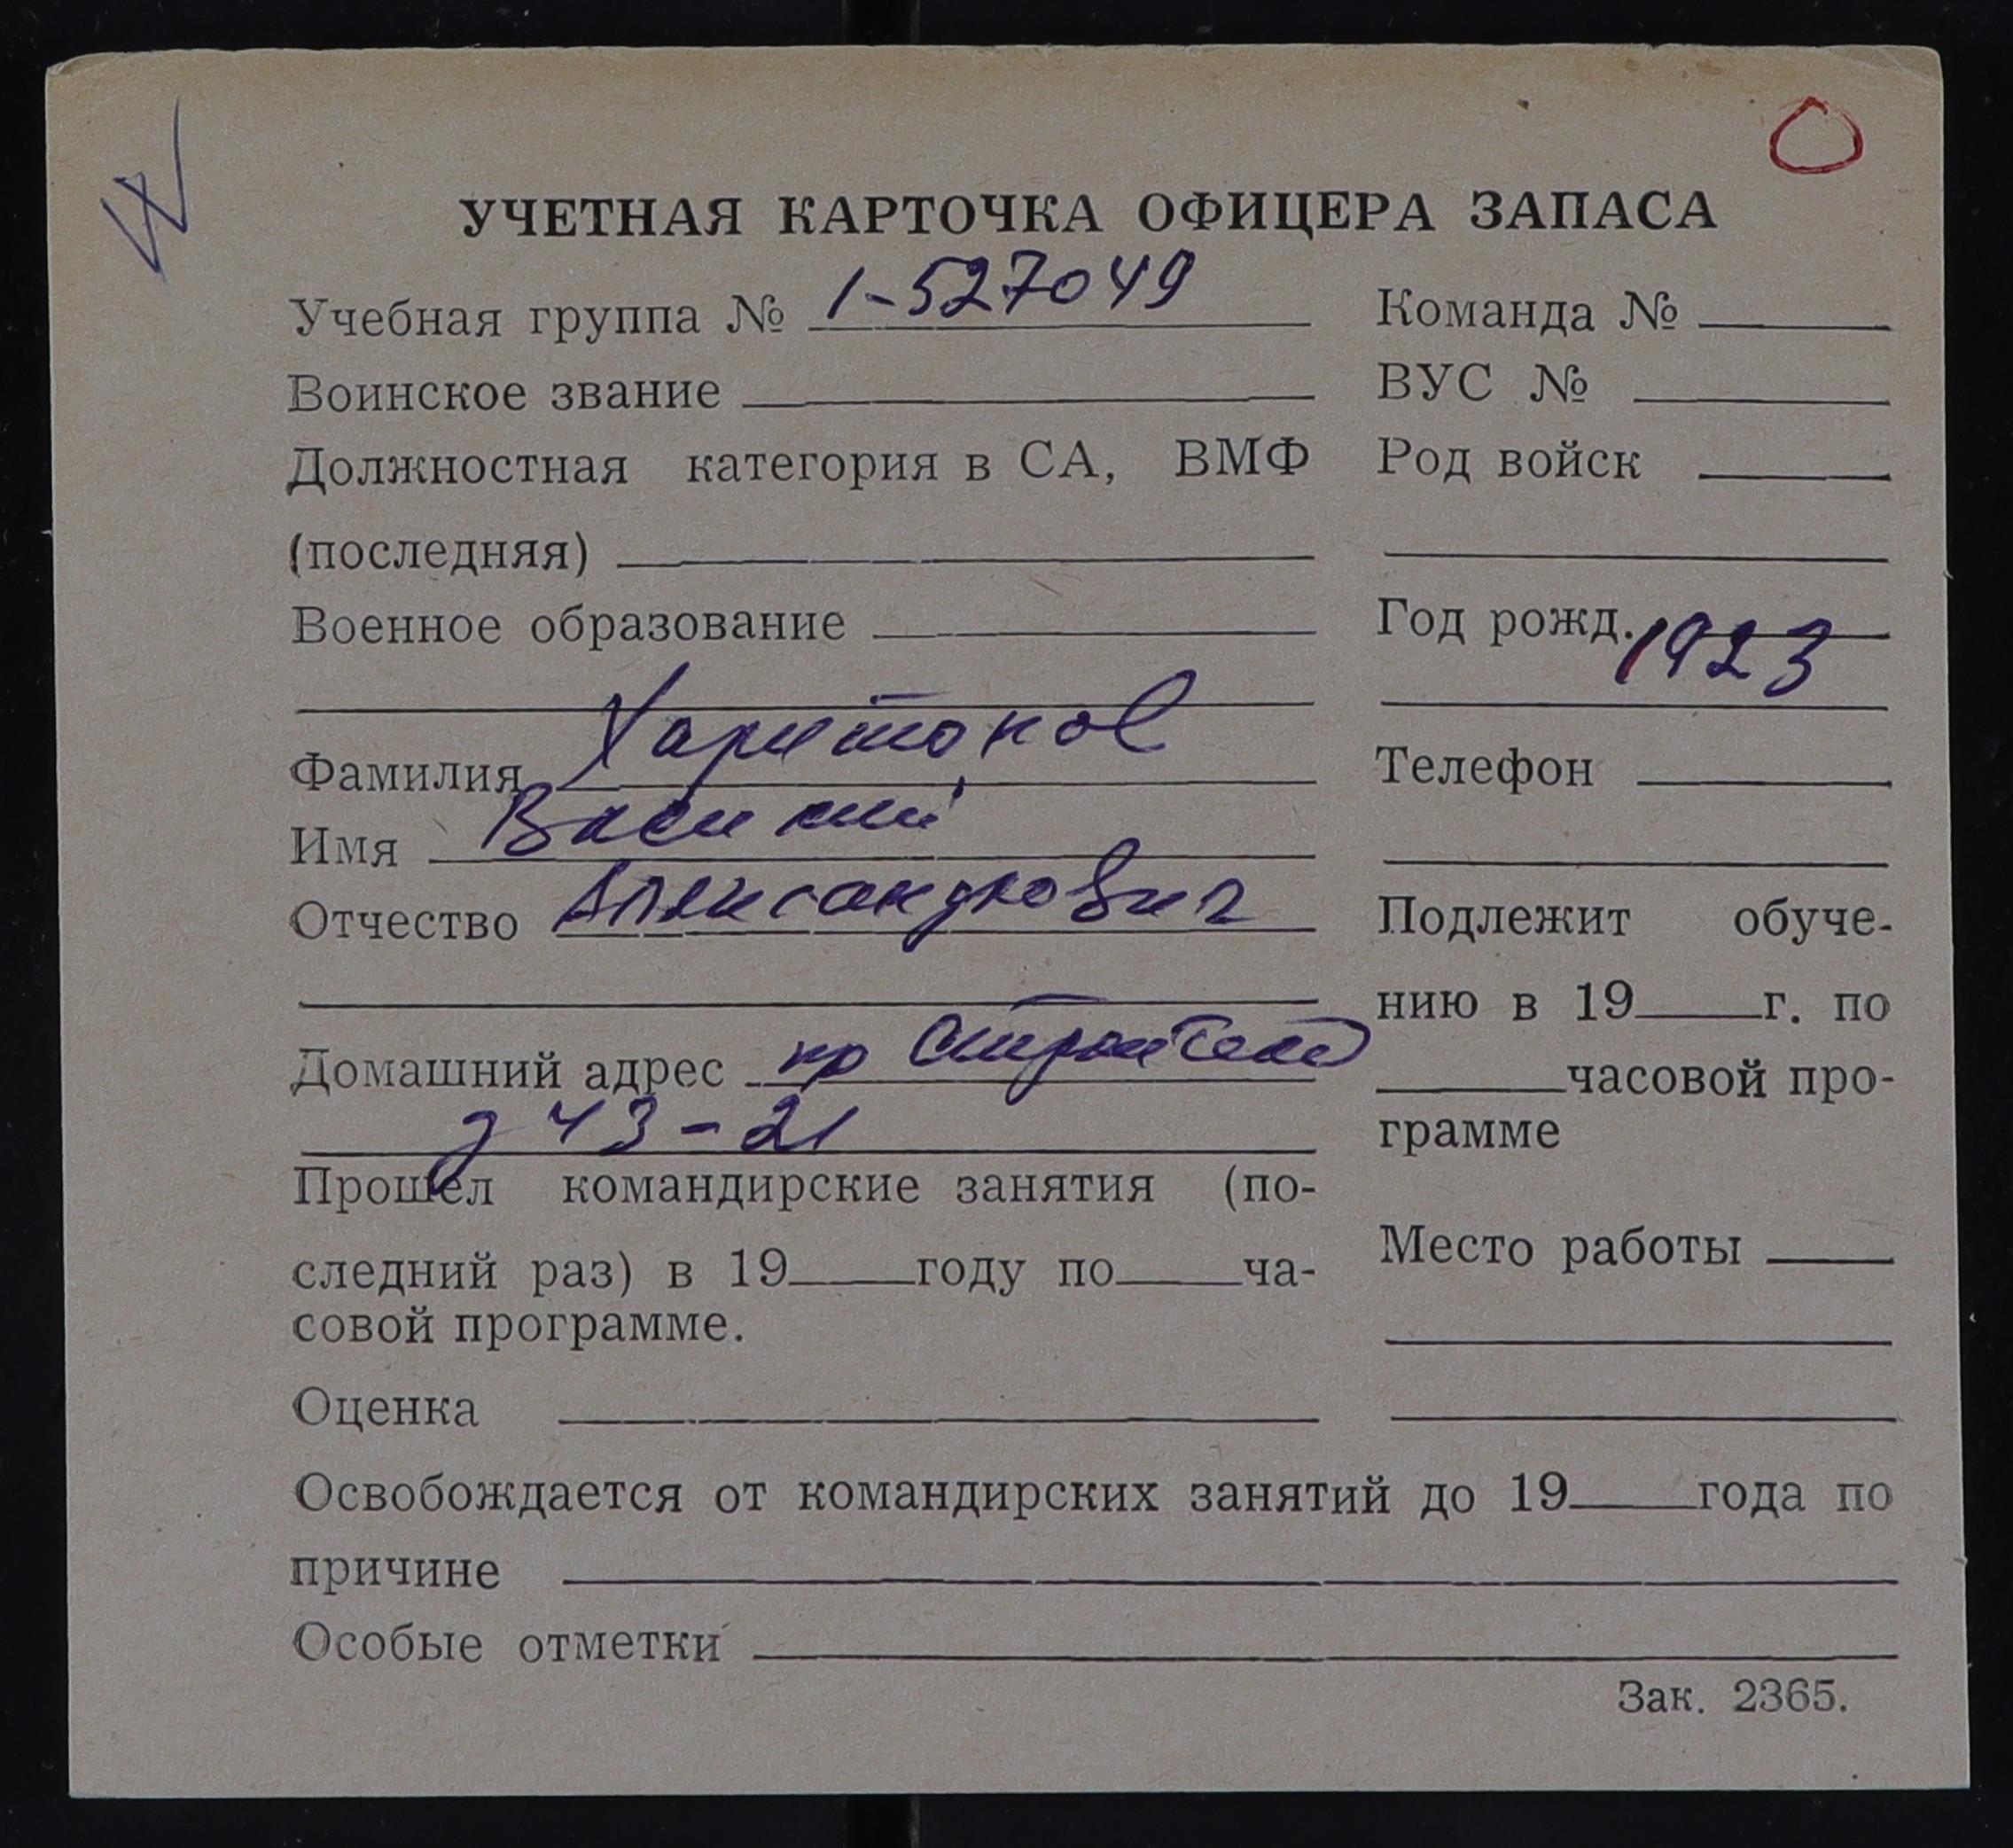 УЧЕТНАЯ КАРТОЧКА ОФИЦЕРА ЗАПАСА
Учебная группа № 1-527049
Воинское звание
Должностная категория в СА, ВМФ
(последняя)
Военное образование
Фамилия Харитонов
Имя Василий
Отчество Александрович
Домашний адрес пр Строителей
д 43-21
Прошел командирские занятия (по-
следний раз) в 19 году по ча-
совой программе.
Оценка
Команда №
ВУС №
Род войск
Год рожд. 1923
Телефон
Подлежит обуче-
нию в 19 г. по
часовой про-
грамме
Место работы
Освобождается от командирских занятий до 19 года по
причине
Особые отметки
Зак. 2365.